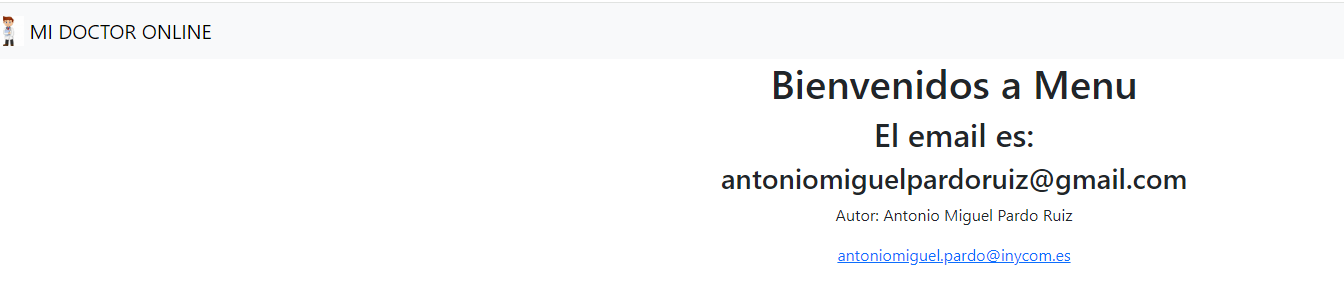 MI DOCTOR ONLINE
Bienvenidos a Menu
El email es:
antoniomiguelpardoruiz@gmail.com
Autor: Antonio Miguel Pardo Ruiz
antoniomiguel.pardo@inycom.es